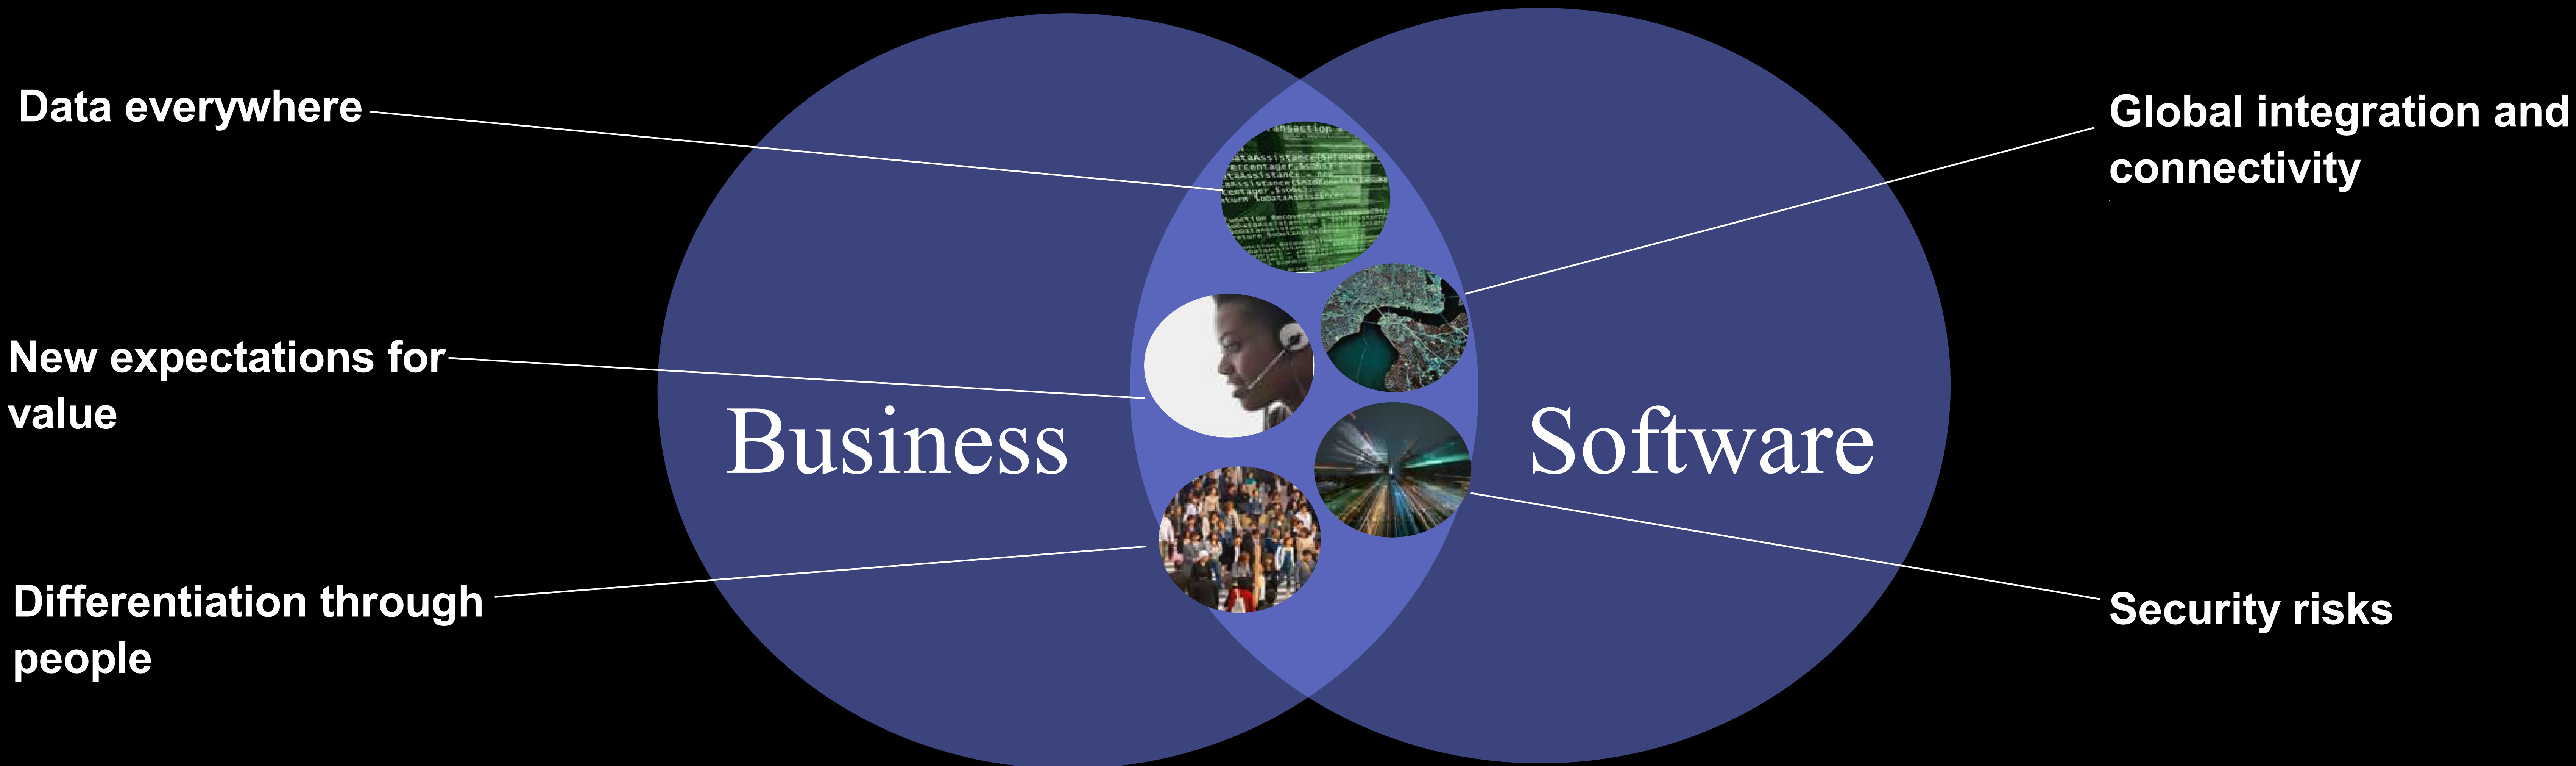 Data everywhere
Global integration and
connectivity
New expectations for
value
Business
Software
Differentiation through
people
Security risks